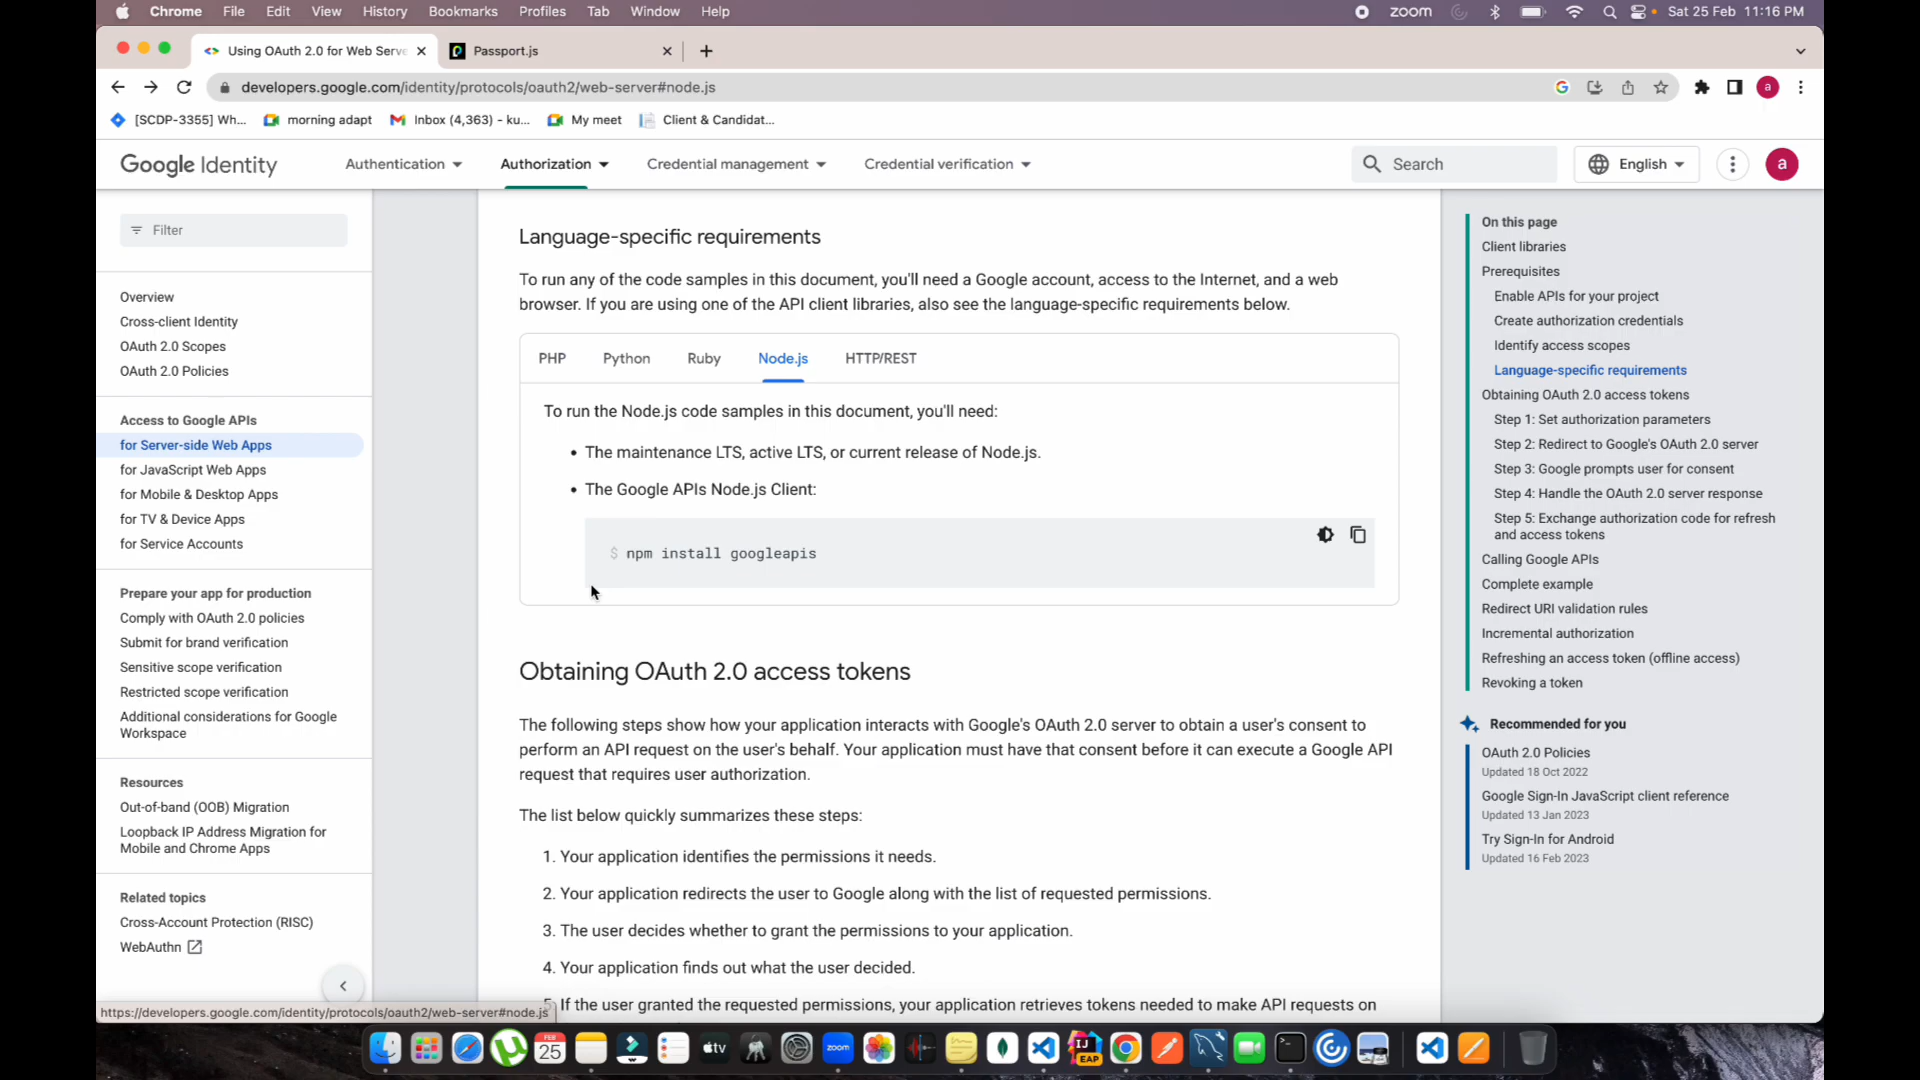 Chrome File Edit View History Bookmarks Profiles Tab Window Help zoom Sat 25 Feb 11:16 PM
Using OAuth 2.0 for Web Serve Passport.js
developers.google.com/identity/protocols/oauth2/web-server#node.js a
[SCDP-3355] Wh... morning adapt Inbox (4,363) - ku... My meet Client & Candidat...
Google Identity Authentication Authorization Credential management Credential verification Search English a
Filter
Overview
Cross-client Identity
OAuth 2.0 Scopes
OAuth 2.0 Policies
Access to Google APIs
for Server-side Web Apps
for JavaScript Web Apps
for Mobile & Desktop Apps
for TV & Device Apps
for Service Accounts
Prepare your app for production
Comply with OAuth 2.0 policies
Submit for brand verification
Sensitive scope verification
Restricted scope verification
Additional considerations for Google
Workspace
Resources
Out-of-band (OOB) Migration
Loopback IP Address Migration for
Mobile and Chrome Apps
Related topics
Cross-Account Protection (RISC)
WebAuthn
Language-specific requirements
To run any of the code samples in this document, you'll need a Google account, access to the Internet, and a web
browser. If you are using one of the API client libraries, also see the language-specific requirements below.
PHP Python Ruby Node.js HTTP/REST
To run the Node.js code samples in this document, you'll need:
• The maintenance LTS, active LTS, or current release of Node.js.
• The Google APIs Node.js Client:
$ npm install googleapis
Obtaining OAuth 2.0 access tokens
The following steps show how your application interacts with Google's OAuth 2.0 server to obtain a user's consent to
perform an API request on the user's behalf. Your application must have that consent before it can execute a Google API
request that requires user authorization.
The list below quickly summarizes these steps:
1. Your application identifies the permissions it needs.
2. Your application redirects the user to Google along with the list of requested permissions.
3. The user decides whether to grant the permissions to your application.
4. Your application finds out what the user decided.
5. If the user granted the requested permissions, your application retrieves tokens needed to make API requests on
On this page
Client libraries
Prerequisites
Enable APIs for your project
Create authorization credentials
Identify access scopes
Language-specific requirements
Obtaining OAuth 2.0 access tokens
Step 1: Set authorization parameters
Step 2: Redirect to Google's OAuth 2.0 server
Step 3: Google prompts user for consent
Step 4: Handle the OAuth 2.0 server response
Step 5: Exchange authorization code for refresh
and access tokens
Calling Google APIs
Complete example
Redirect URI validation rules
Incremental authorization
Refreshing an access token (offline access)
Revoking a token
Recommended for you
OAuth 2.0 Policies
Updated 18 Oct 2022
Google Sign-In JavaScript client reference
Updated 13 Jan 2023
Try Sign-In for Android
Updated 16 Feb 2023
https://developers.google.com/identity/protocols/oauth2/web-server#node.js
FEB
25
tv
zoom
IJ
EAP